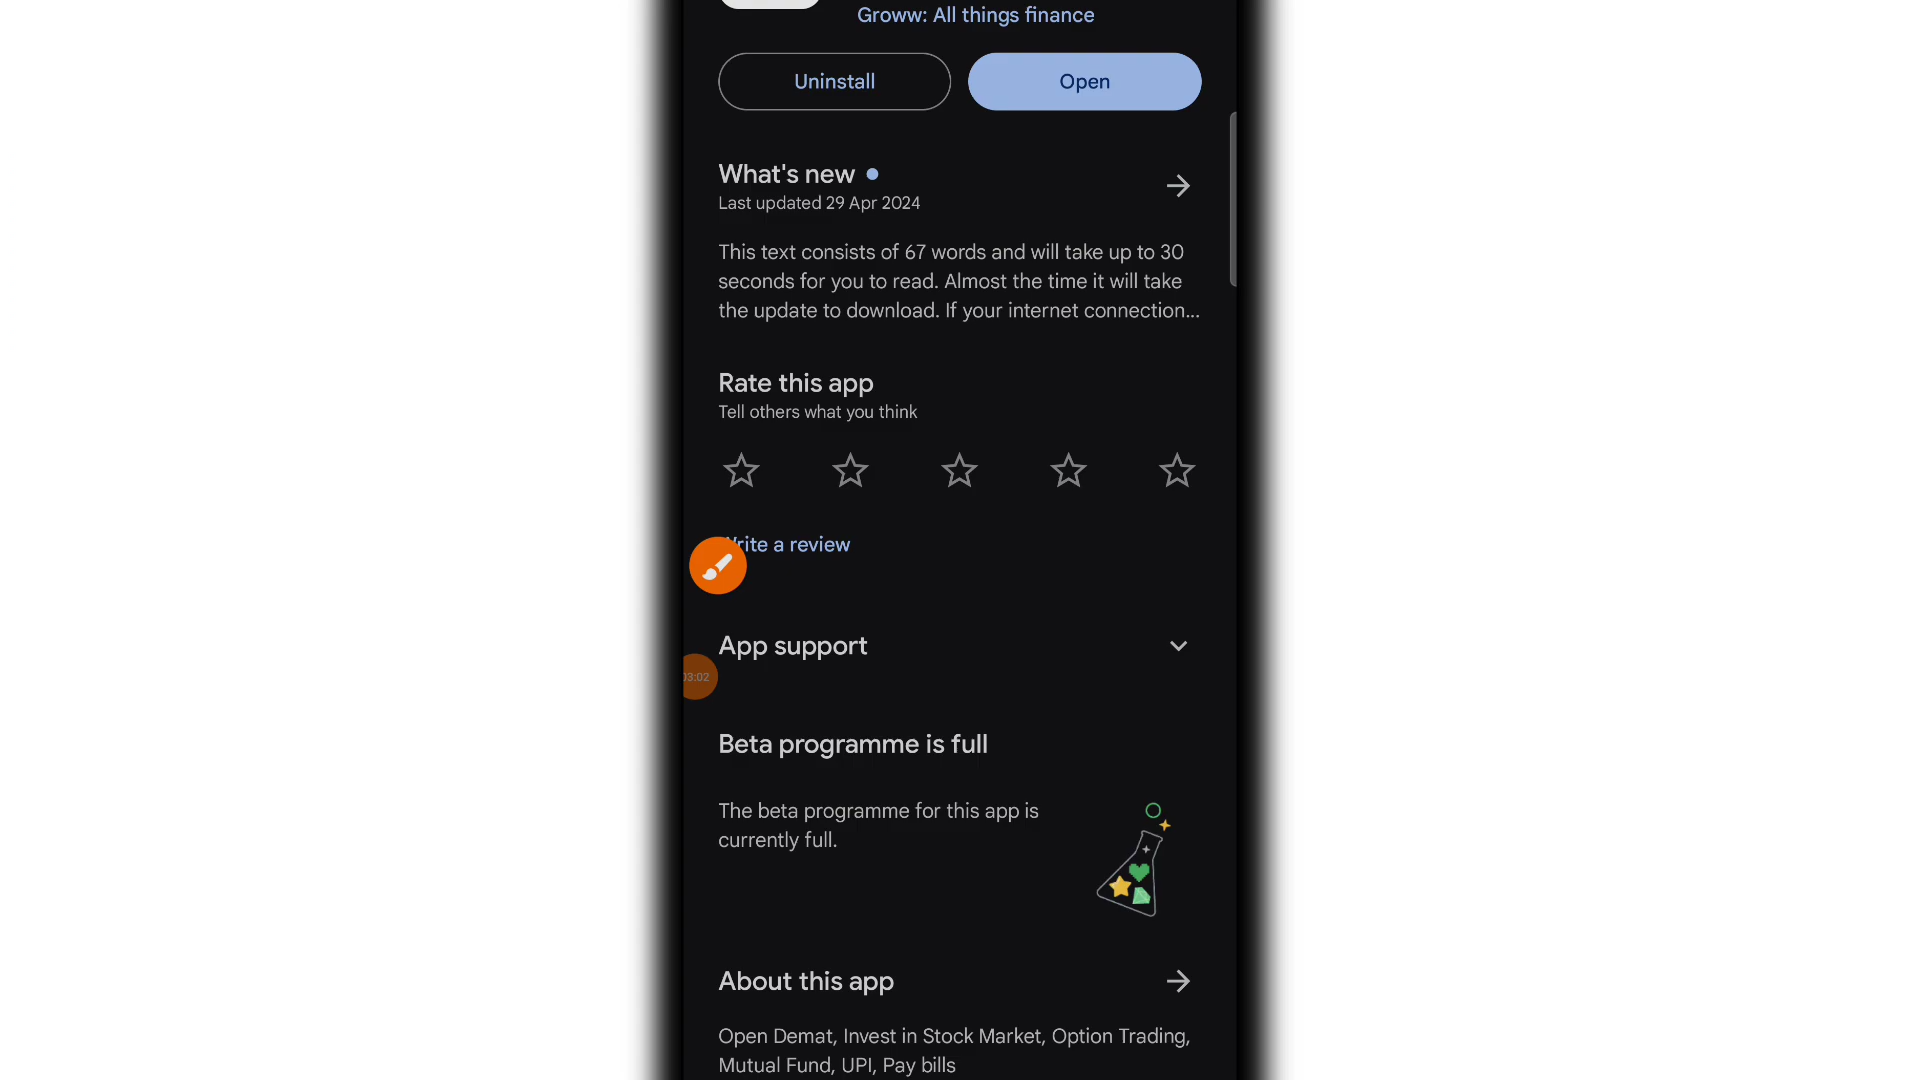 Groww: All things finance
Uninstall
Open
What's new
Last updated 29 Apr 2024
This text consists of 67 words and will take up to 30
seconds for you to read. Almost the time it will take
the update to download. If your internet connection...
Rate this app
Tell others what you think
Write a review
App support
03:02
Beta programme is full
The beta programme for this app is
currently full.
About this app
Open Demat, Invest in Stock Market, Option Trading,
Mutual Fund, UPI, Pay bills